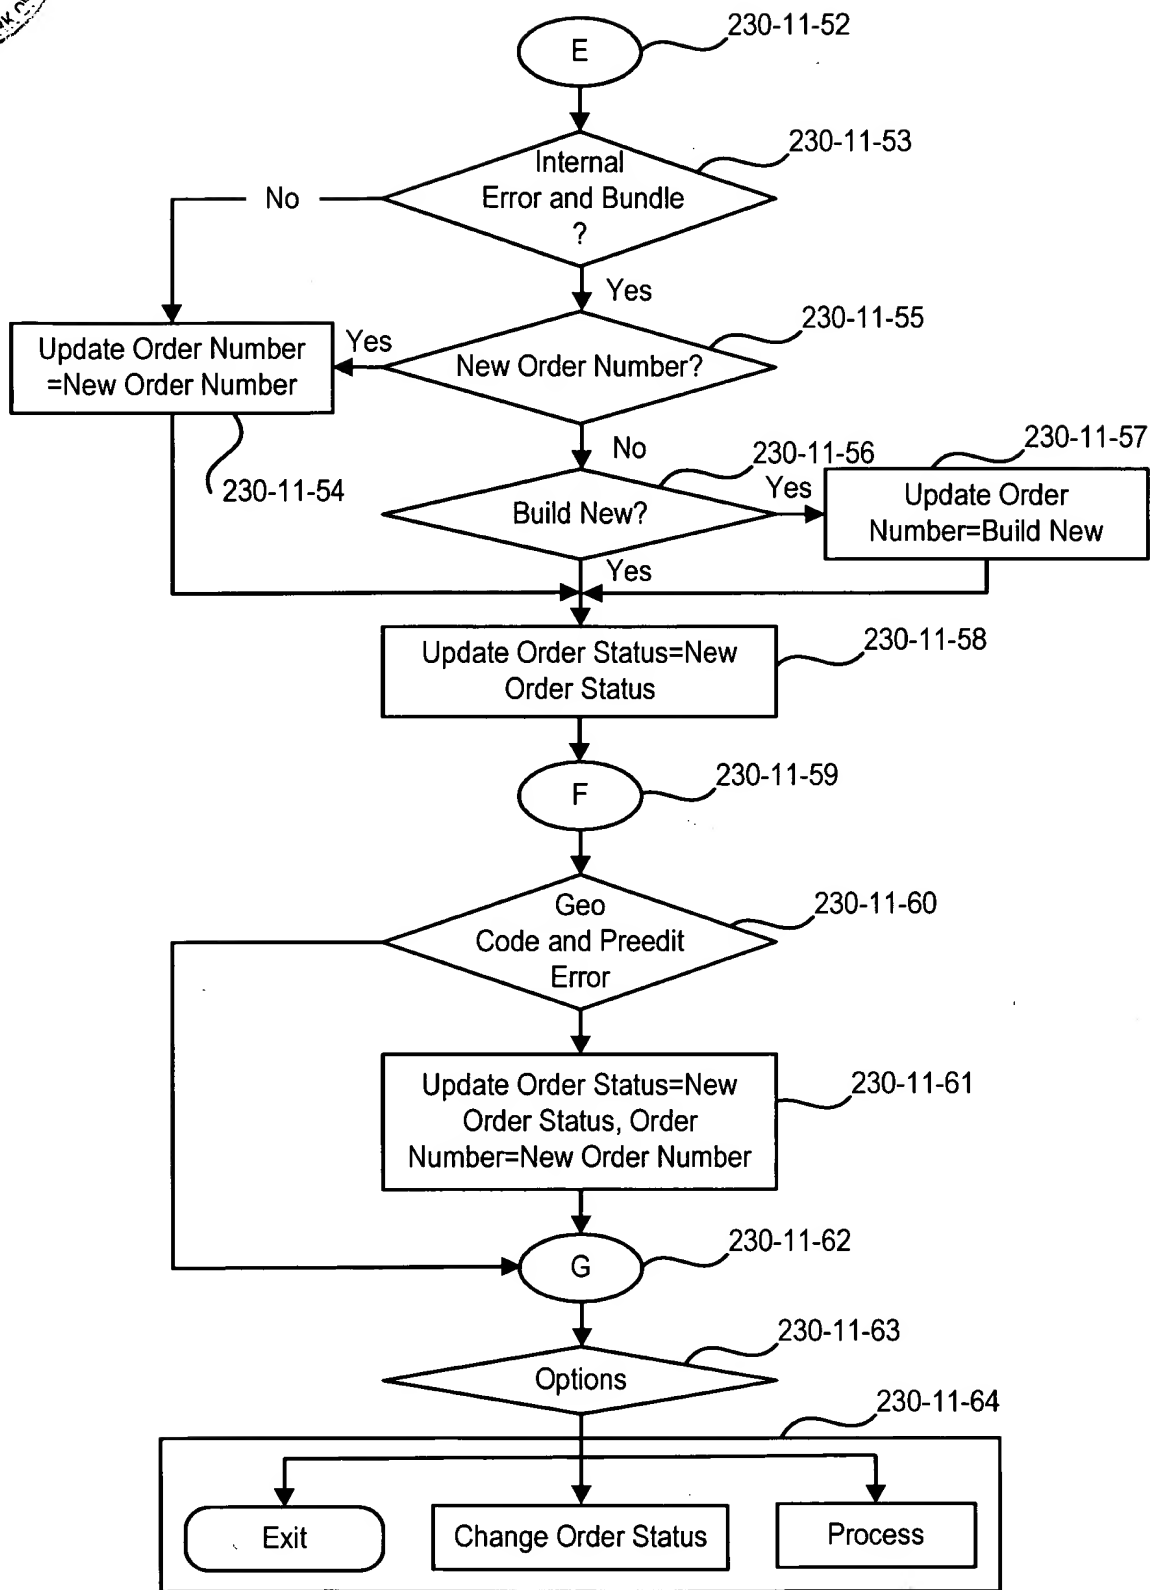 E
230-11-52
230-11-53
Internal
Error and Bundle
?
No
Yes
230-11-55
Update Order Number
=New Order Number
Yes
New Order Number?
230-11-54
No
230-11-56
230-11-57
Build New?
Yes
Update Order
Number=Build New
Yes
230-11-58
Update Order Status=New
Order Status
F
230-11-59
230-11-60
Geo
Code and Preedit
Error
230-11-61
Update Order Status=New
Order Status, Order
Number=New Order Number
G
230-11-62
230-11-63
Options
230-11-64
Exit
Change Order Status
Process